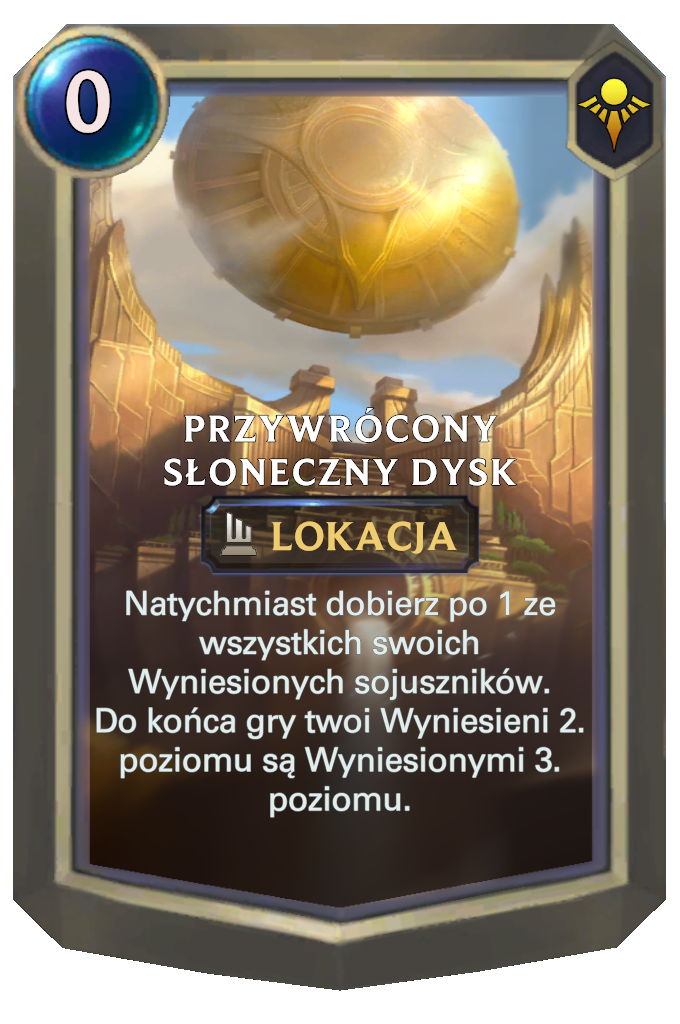 0
PRZYWRÓCONY
SŁONECZNY DYSK
LOKACJA
Natychmiast dobierz po 1 ze
wszystkich swoich
Wyniesionych sojuszników.
Do końca gry twoi Wyniesieni 2.
poziomu są Wyniesionymi 3.
poziomu.